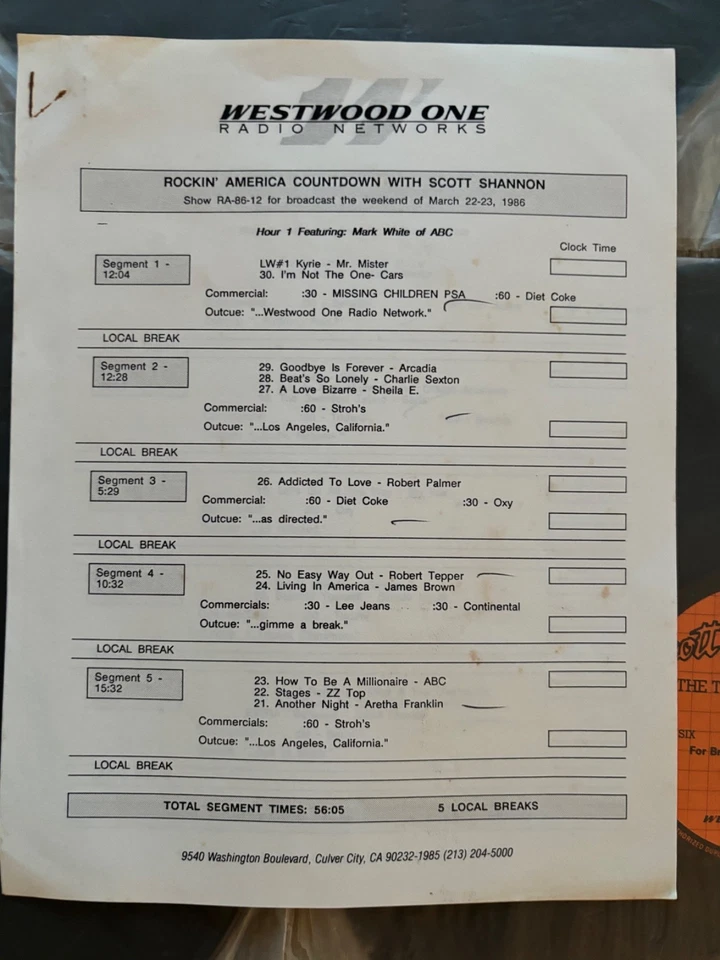 WESTWOOD ONE
RADIO NETWORKS
ROCKIN' AMERICA COUNTDOWN WITH SCOTT SHANNON
Show RA-86-12 for broadcast the weekend of March 22-23, 1986
Hour 1 Featuring: Mark White of ABC
Clock Time
Segment 1 -
12:04
LW#1 Kyrie - Mr. Mister
30. I'm Not The One- Cars
Commercial: :30 - MISSING CHILDREN PSA :60 - Diet Coke
Outcue: "...Westwood One Radio Network."
LOCAL BREAK
Segment 2 -
12:28
29. Goodbye Is Forever - Arcadia
28. Beat's So Lonely - Charlie Sexton
27. A Love Bizarre - Sheila E.
Commercial: :60 - Stroh's
Outcue: "...Los Angeles, California."
LOCAL BREAK
Segment 3 -
5:29
26. Addicted To Love - Robert Palmer
Commercial: :60 - Diet Coke :30 - Oxy
Outcue: "...as directed."
LOCAL BREAK
Segment 4 -
10:32
25. No Easy Way Out - Robert Tepper
24. Living In America - James Brown
Commercials: :30 - Lee Jeans :30 - Continental
Outcue: "...gimme a break."
LOCAL BREAK
Segment 5 -
15:32
23. How To Be A Millionaire - ABC
22. Stages - ZZ Top
21. Another Night - Aretha Franklin
Commercials: :60 - Stroh's
Outcue: "...Los Angeles, California."
LOCAL BREAK
TOTAL SEGMENT TIMES: 56:05 5 LOCAL BREAKS
9540 Washington Boulevard, Culver City, CA 90232-1985 (213) 204-5000
THE
SIX
For